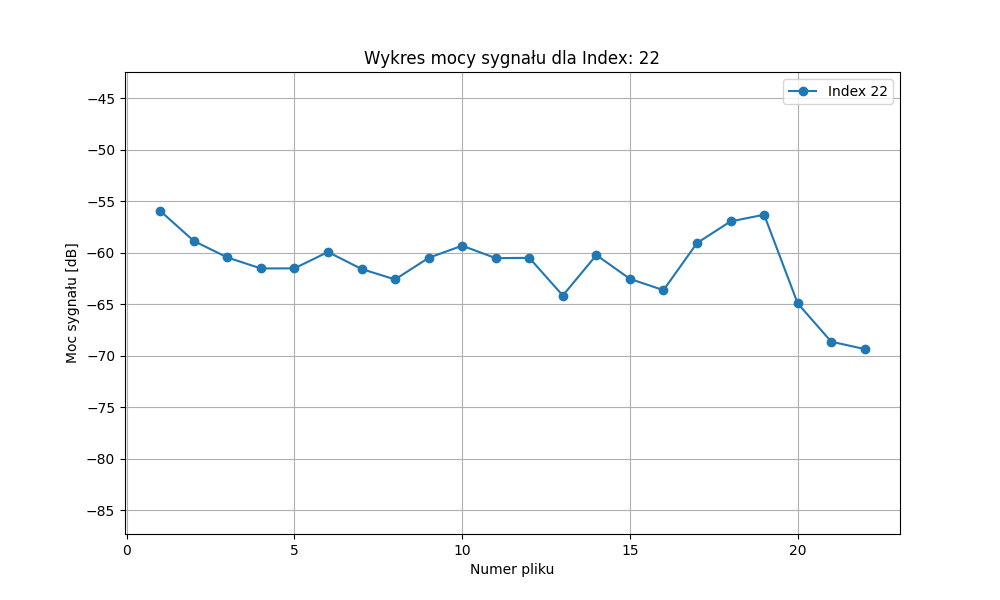 Wykres mocy sygnału dla Index: 22
Index 22
Moc sygnału [dB]
−45
−50
−55
−60
−65
−70
−75
−80
−85
0 5 10 15 20
Numer pliku